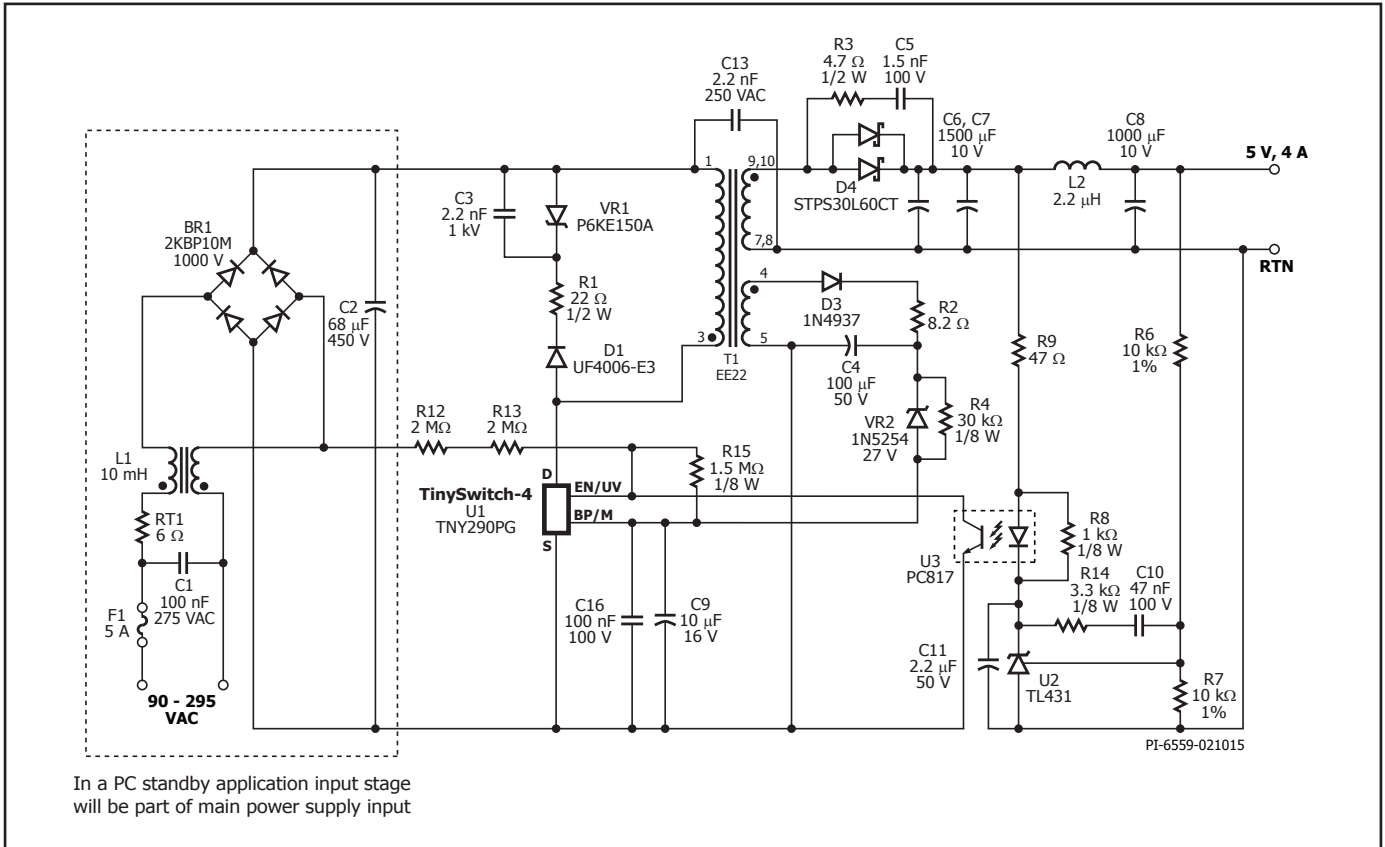 C13
2.2 nF
250 VAC
R3
4.7 Ω
1/2 W
C5
1.5 nF
100 V
C6, C7
1500 µF
10 V
C8
1000 µF
10 V
5 V, 4 A
L2
2.2 µH
D4
STPS30L60CT
RTN
1
3
9,10
7,8
4
5
T1
EE22
C3
2.2 nF
1 kV
VR1
P6KE150A
R1
22 Ω
1/2 W
D1
UF4006-E3
BR1
2KBP10M
1000 V
C2
68 µF
450 V
D3
1N4937
R2
8.2 Ω
C4
100 µF
50 V
VR2
1N5254
27 V
R4
30 kΩ
1/8 W
R9
47 Ω
R6
10 kΩ
1%
R12
2 MΩ
R13
2 MΩ
R15
1.5 MΩ
1/8 W
L1
10 mH
RT1
6 Ω
C1
100 nF
275 VAC
F1
5 A
90 - 295
VAC
D
S
EN/UV
BP/M
TinySwitch-4
U1
TNY290PG
C16
100 nF
100 V
C9
10 µF
16 V
U3
PC817
R8
1 kΩ
1/8 W
R14
3.3 kΩ
1/8 W
C10
47 nF
100 V
C11
2.2 µF
50 V
U2
TL431
R7
10 kΩ
1%
PI-6559-021015
In a PC standby application input stage
will be part of main power supply input